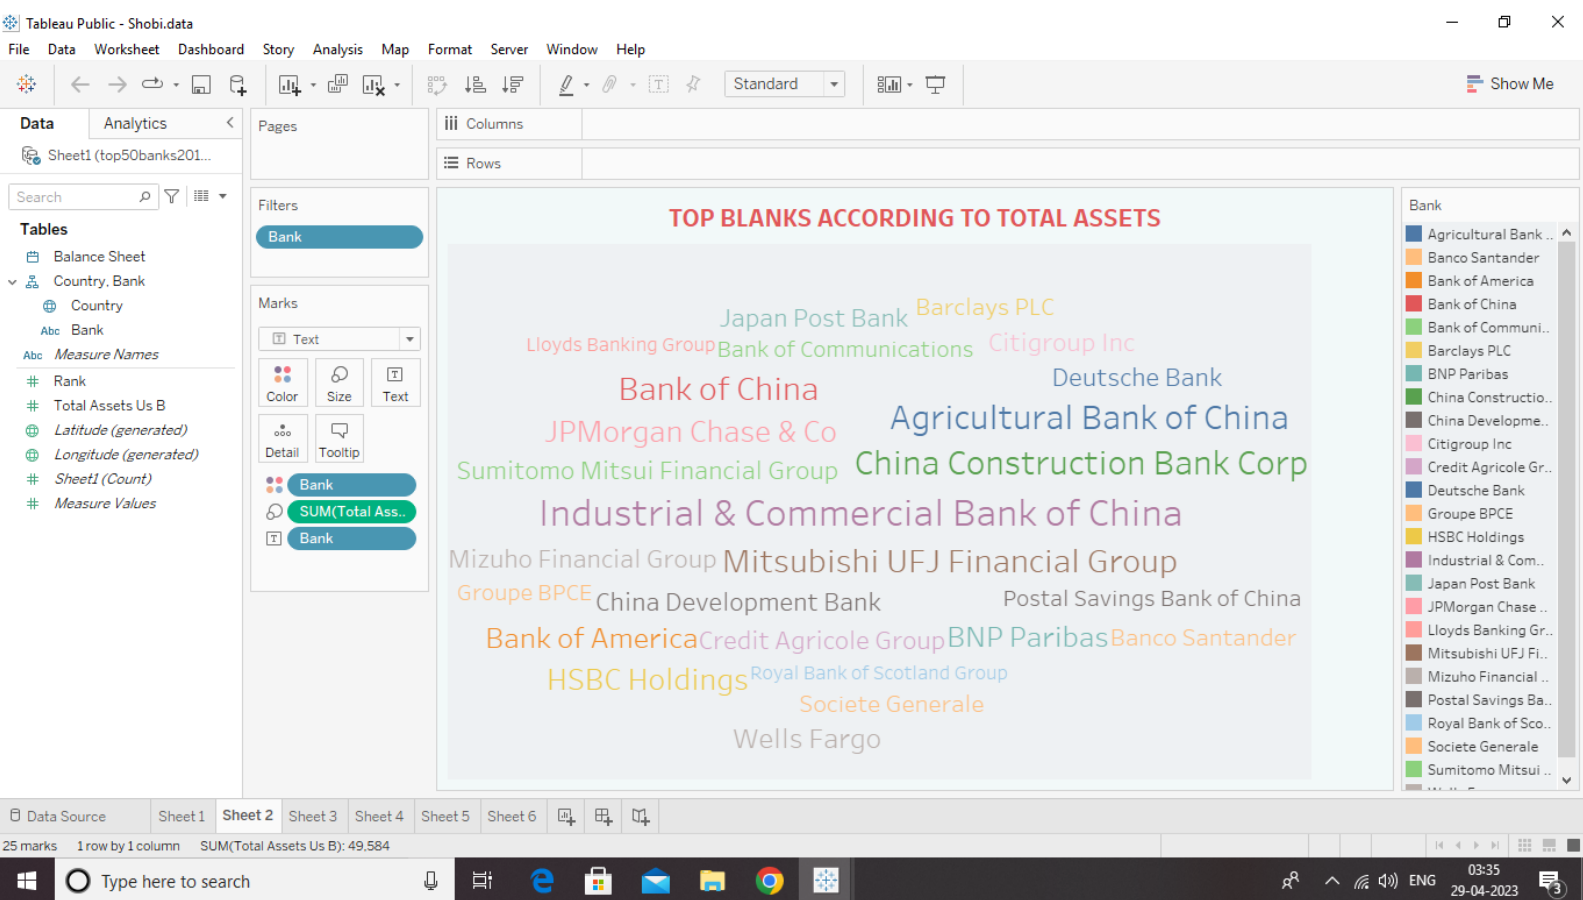 Tableau Public - Shobi.data
File Data Worksheet Dashboard Story Analysis Map Format Server Window Help
Standard
Show Me
Data Analytics
Sheet1 (top50banks201...
Search
Tables
Balance Sheet
Country, Bank
Country
Abc Bank
Abc Measure Names
Rank
Total Assets Us B
Latitude (generated)
Longitude (generated)
Sheet1 (Count)
Measure Values
Pages
Filters
Bank
Marks
Text
Color Size Text
Detail Tooltip
Bank
SUM(Total Ass..
Bank
Columns
Rows
TOP BLANKS ACCORDING TO TOTAL ASSETS
Japan Post Bank Barclays PLC
Lloyds Banking Group Bank of Communications Citigroup Inc
Bank of China Deutsche Bank
JPMorgan Chase & Co Agricultural Bank of China
Sumitomo Mitsui Financial Group China Construction Bank Corp
Industrial & Commercial Bank of China
Mizuho Financial Group Mitsubishi UFJ Financial Group
Groupe BPCE China Development Bank Postal Savings Bank of China
Bank of America Credit Agricole Group BNP Paribas Banco Santander
HSBC Holdings Royal Bank of Scotland Group
Societe Generale
Wells Fargo
Bank
Agricultural Bank ..
Banco Santander
Bank of America
Bank of China
Bank of Communi..
Barclays PLC
BNP Paribas
China Constructio..
China Developme..
Citigroup Inc
Credit Agricole Gr..
Deutsche Bank
Groupe BPCE
HSBC Holdings
Industrial & Com..
Japan Post Bank
JPMorgan Chase ..
Lloyds Banking Gr..
Mitsubishi UFJ Fi..
Mizuho Financial ..
Postal Savings Ba..
Royal Bank of Sco..
Societe Generale
Sumitomo Mitsui ..
Data Source Sheet 1 Sheet 2 Sheet 3 Sheet 4 Sheet 5 Sheet 6
25 marks 1 row by 1 column SUM(Total Assets Us B): 49,584
Type here to search
ENG
03:35
29-04-2023
3